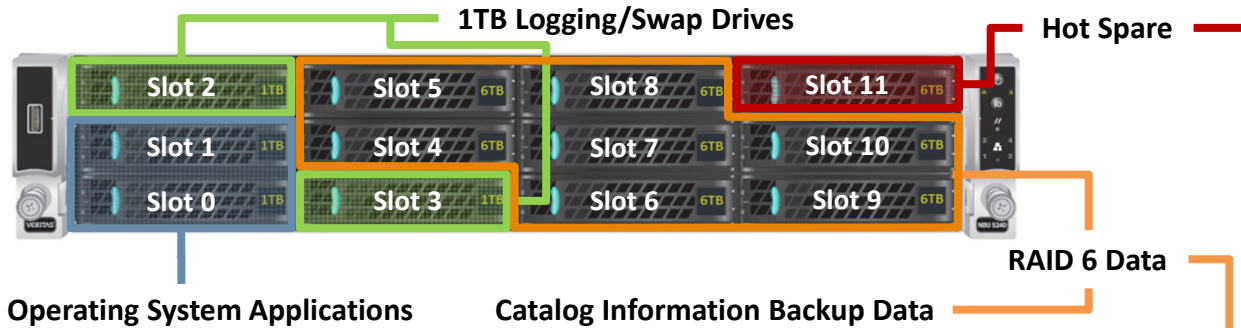 1TB Logging/Swap Drives
Hot Spare
Slot 2 1TB Slot 5 6TB Slot 8 6TB Slot 11 6TB
Slot 1 1TB Slot 4 6TB Slot 7 6TB Slot 10 6TB
Slot 0 1TB Slot 3 1TB Slot 6 6TB Slot 9 6TB
VERITAS NBU 5240
RAID 6 Data
Operating System Applications Catalog Information Backup Data